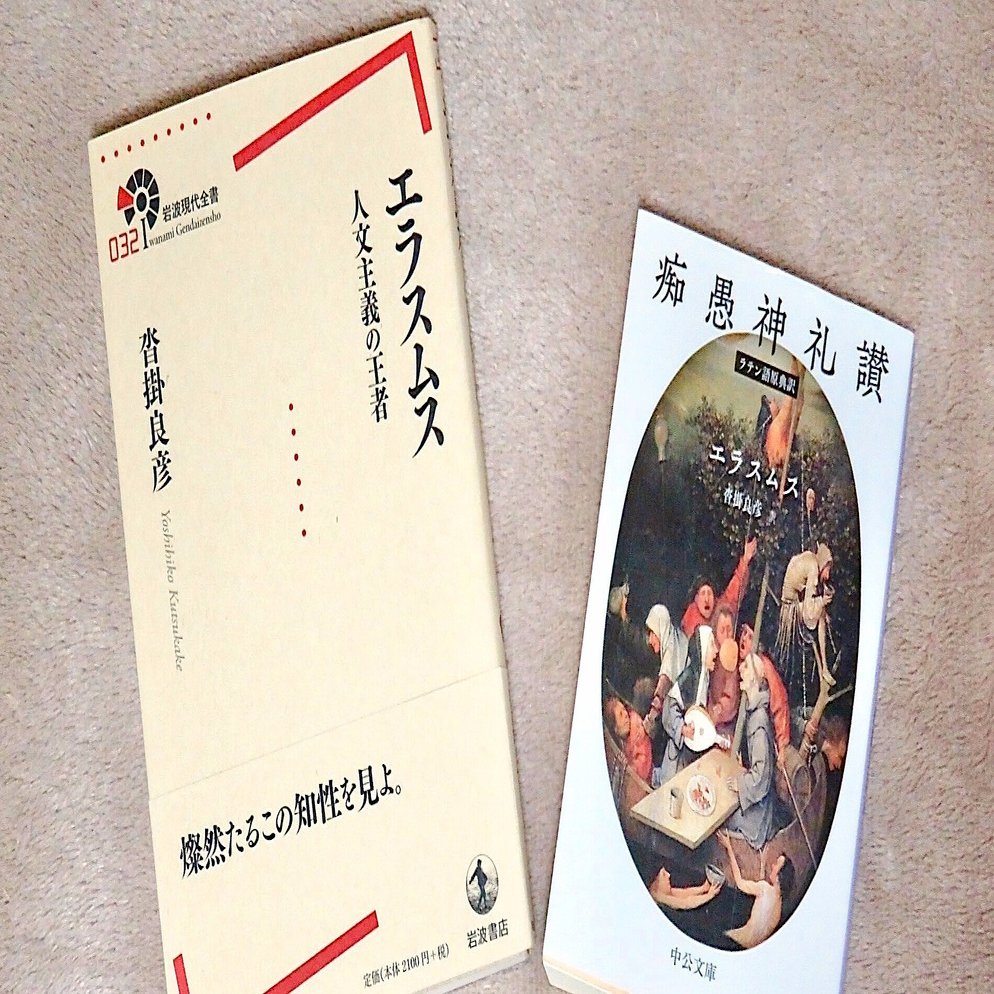 岩波現代全書
Iwanami Gendaizensho
032
エラスムス
人文主義の王者
沓掛良彦
Yoshihiko Kutsukake
燦然たるこの知性を見よ。
定価(本体2100円+税)
岩波書店
痴愚神礼讃
ラテン語原典訳
エラスムス
沓掛良彦 訳
中公文庫